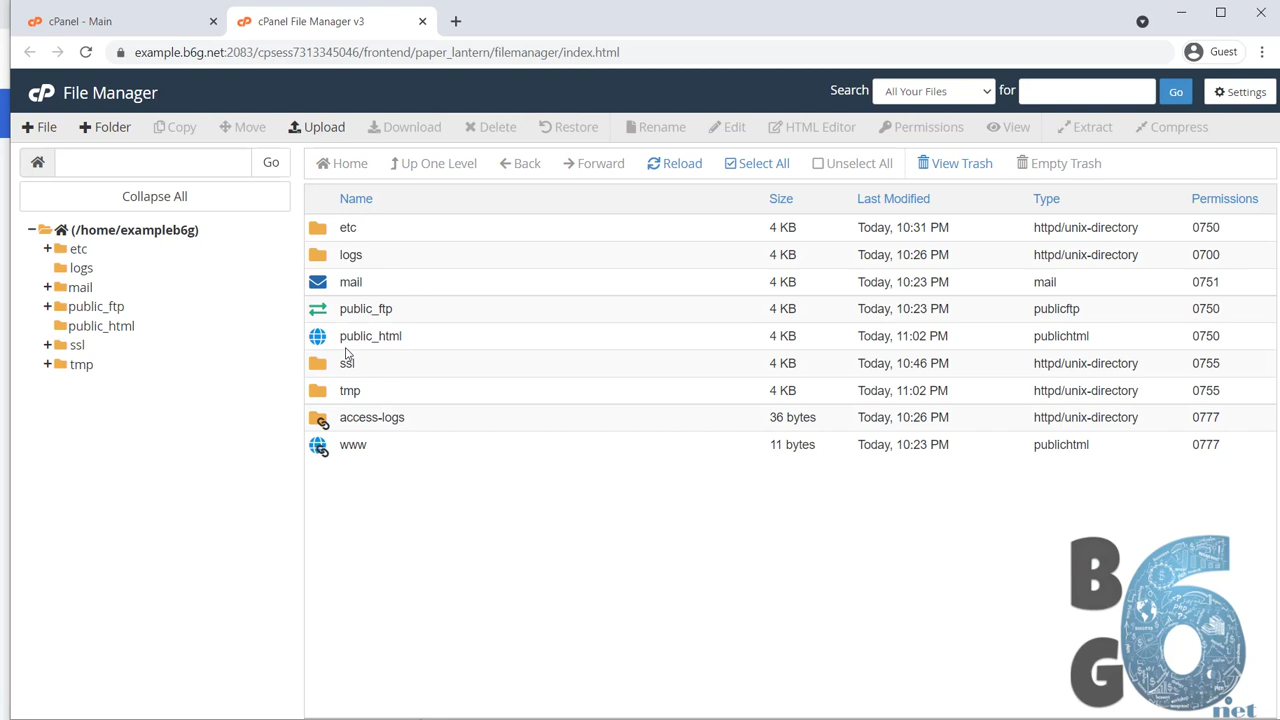 cPanel - Main
cPanel File Manager v3
example.b6g.net:2083/cpsess7313345046/frontend/paper_lantern/filemanager/index.html
Guest
cP File Manager
Search All Your Files for Go Settings
File Folder Copy Move Upload Download Delete Restore Rename Edit HTML Editor Permissions View Extract Compress
Go Home Up One Level Back Forward Reload Select All Unselect All View Trash Empty Trash
Collapse All
(/home/exampleb6g)
etc
logs
mail
public_ftp
public_html
ssl
tmp
Name Size Last Modified Type Permissions
etc 4 KB Today, 10:31 PM httpd/unix-directory 0750
logs 4 KB Today, 10:26 PM httpd/unix-directory 0700
mail 4 KB Today, 10:23 PM mail 0751
public_ftp 4 KB Today, 10:23 PM publicftp 0750
public_html 4 KB Today, 11:02 PM publichtml 0750
ssl 4 KB Today, 10:46 PM httpd/unix-directory 0755
tmp 4 KB Today, 11:02 PM httpd/unix-directory 0755
access-logs 36 bytes Today, 10:26 PM httpd/unix-directory 0777
www 11 bytes Today, 10:23 PM publichtml 0777
B6G
.net